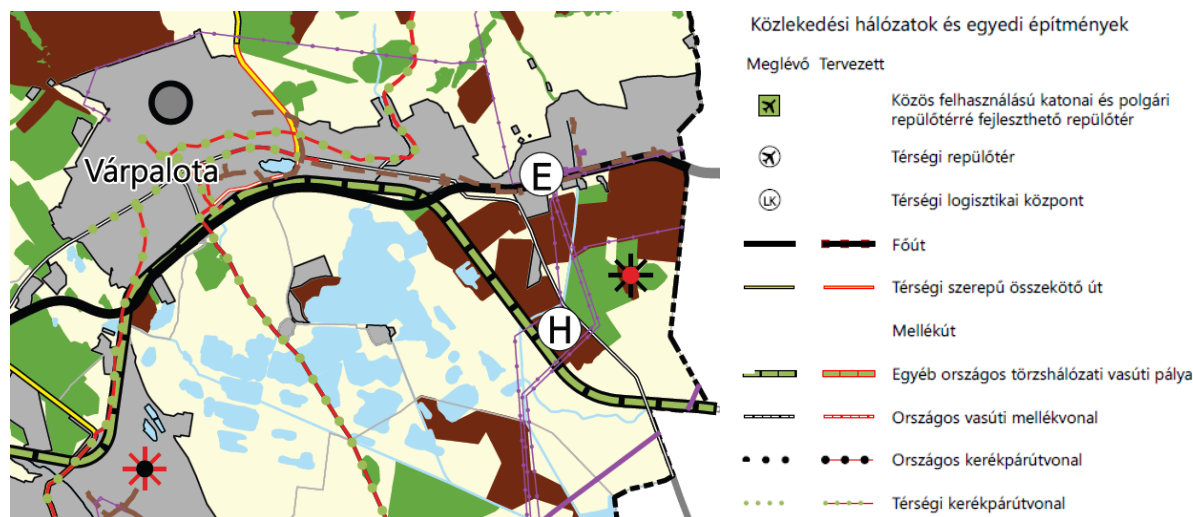 Várpalota
E
H
Közlekedési hálózatok és egyedi építmények
Meglévő Tervezett
Közös felhasználású katonai és polgári
repülőtérré fejleszthető repülőtér
Térségi repülőtér
LK Térségi logisztikai központ
Főút
Térségi szerepű összekötő út
Mellékút
Egyéb országos törzshálózati vasúti pálya
Országos vasúti mellékvonal
Országos kerékpárútvonal
Térségi kerékpárútvonal